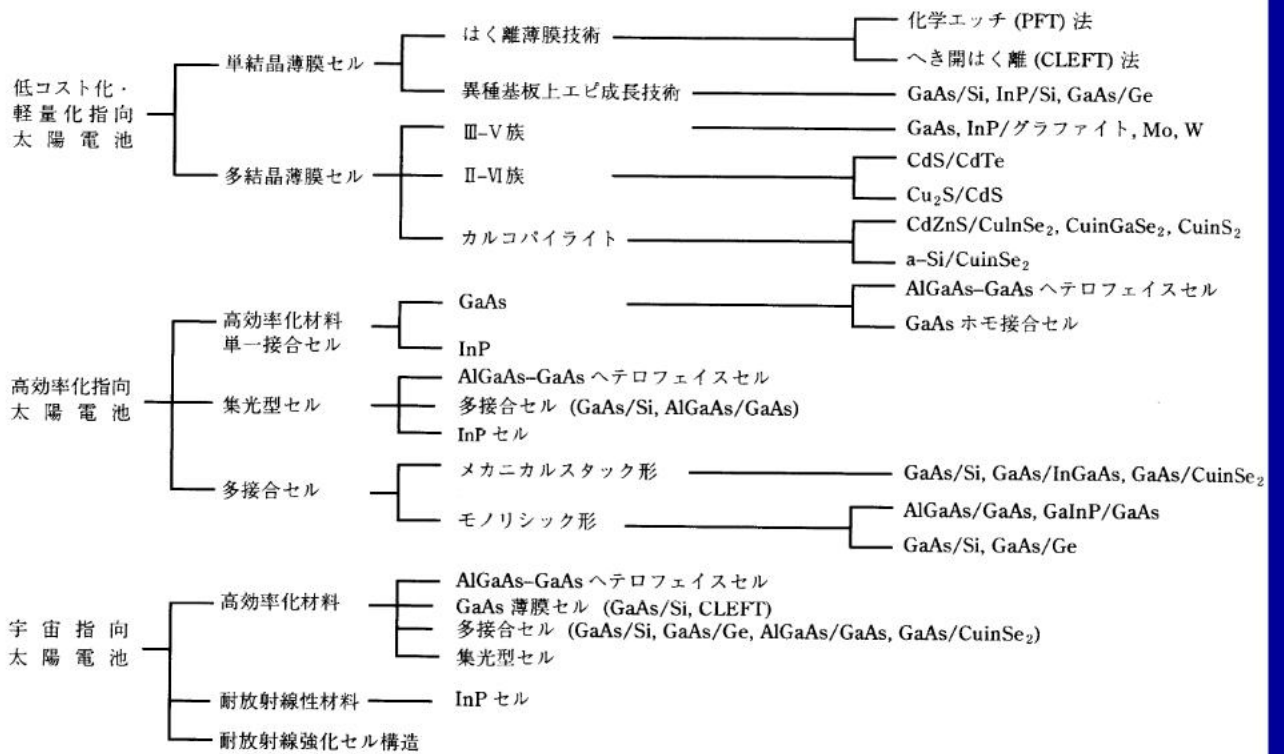 低コスト化・
軽量化指向
太陽電池
単結晶薄膜セル
はく離薄膜技術
化学エッチ (PFT) 法
へき開はく離 (CLEFT) 法
異種基板上エピ成長技術
GaAs/Si, InP/Si, GaAs/Ge
多結晶薄膜セル
III–V族
GaAs, InP/グラファイト, Mo, W
II–VI族
CdS/CdTe
Cu₂S/CdS
カルコパイライト
CdZnS/CuInSe₂, CuinGaSe₂, CuinS₂
a–Si/CuinSe₂
高効率化指向
太陽電池
高効率化材料
単一接合セル
GaAs
AlGaAs–GaAs ヘテロフェイスセル
GaAs ホモ接合セル
InP
集光型セル
AlGaAs–GaAs ヘテロフェイスセル
多接合セル (GaAs/Si, AlGaAs/GaAs)
InP セル
多接合セル
メカニカルスタック形
GaAs/Si, GaAs/InGaAs, GaAs/CuinSe₂
モノリシック形
AlGaAs/GaAs, GaInP/GaAs
GaAs/Si, GaAs/Ge
宇宙指向
太陽電池
高効率化材料
AlGaAs–GaAs ヘテロフェイスセル
GaAs 薄膜セル (GaAs/Si, CLEFT)
多接合セル (GaAs/Si, GaAs/Ge, AlGaAs/GaAs, GaAs/CuinSe₂)
集光型セル
耐放射線性材料
InP セル
耐放射線強化セル構造